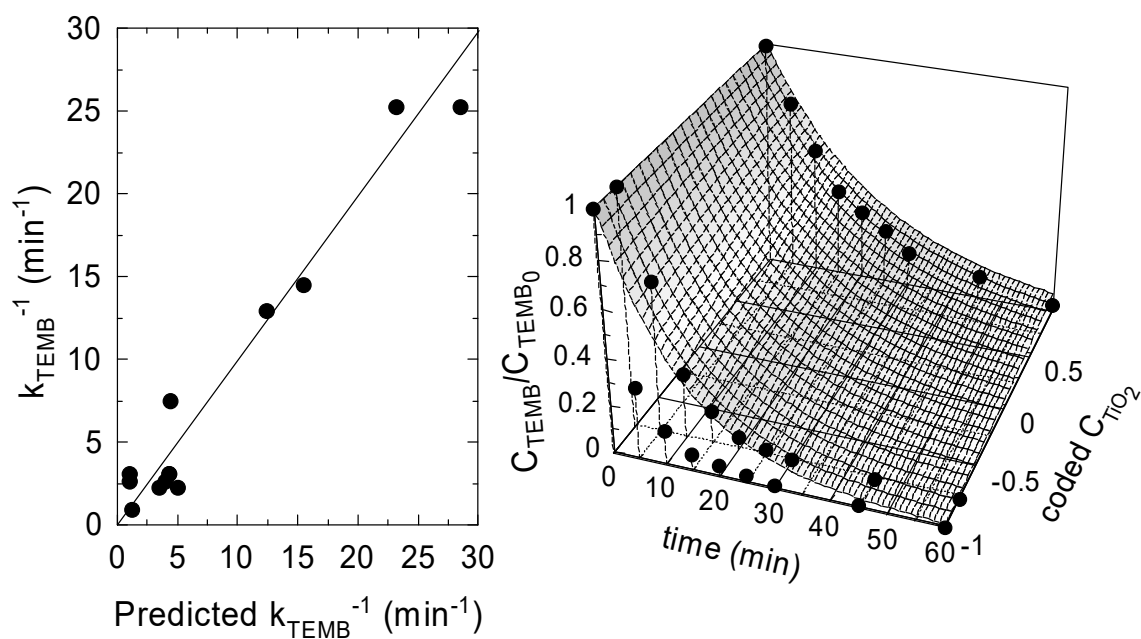 30
25
20
15
10
5
0
k_TEMB^-1 (min^-1)
0 5 10 15 20 25 30
Predicted k_TEMB^-1 (min^-1)
1
0.8
0.6
0.4
0.2
0
C_TEMB/C_TEMB_0
0 10 20 30 40 50 60
time (min)
-1 -0.5 0 0.5
coded C_TiO_2